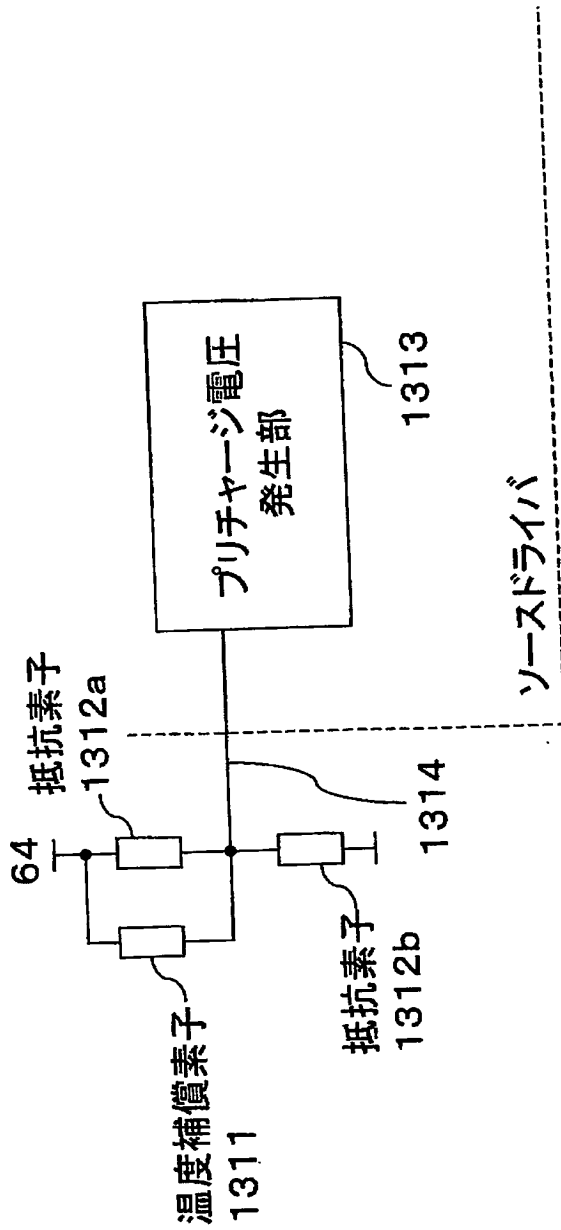 64
抵抗素子
1312a
温度補償素子
1311
プリチャージ電圧
発生部
1313
1314
抵抗素子
1312b
ソースドライバ